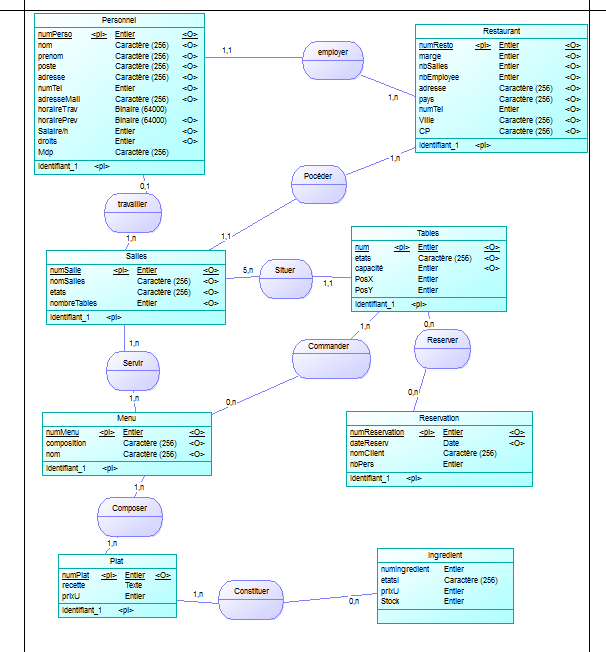 Personnel
numPerso <pi> Entier <O>
nom Caractère (256) <O>
prenom Caractère (256) <O>
poste Caractère (256) <O>
adresse Caractère (256) <O>
numTel Entier <O>
adresseMail Caractère (256) <O>
horaireTrav Binaire (64000)
horairePrev Binaire (64000) <O>
Salaire/h Entier <O>
droits Entier <O>
Mdp Caractère (256)
Identifiant_1 <pi>
1,1
employer
1,n
Restaurant
numResto <pi> Entier <O>
marge Entier <O>
nbSalles Entier <O>
nbEmployee Entier <O>
adresse Caractère (256) <O>
pays Caractère (256) <O>
numTel Entier <O>
Ville Caractère (256) <O>
CP Caractère (256) <O>
Identifiant_1 <pi>
1,n
Pocéder
1,1
0,1
travailler
1,n
Salles
numSalle <pi> Entier <O>
nomSalles Caractère (256) <O>
etats Caractère (256) <O>
nombreTables Entier <O>
Identifiant_1 <pi>
5,n
Situer
1,1
Tables
num <pi> Entier <O>
etats Caractère (256) <O>
capacité Entier <O>
PosX Entier
PosY Entier
Identifiant_1 <pi>
1,n
Servir
1,n
1,n
Commander
0,n
0,n
Reserver
0,n
Menu
numMenu <pi> Entier <O>
composition Caractère (256) <O>
nom Caractère (256) <O>
Identifiant_1 <pi>
Reservation
numReservation <pi> Entier <O>
dateReserv Date <O>
nomClient Caractère (256)
nbPers Entier
Identifiant_1 <pi>
1,n
Composer
1,n
Plat
numPlat <pi> Entier <O>
recette Texte
prixU Entier
Identifiant_1 <pi>
1,n
Constituer
0,n
Ingredient
numIngredient Entier
etatsI Caractère (256)
prixU Entier
Stock Entier